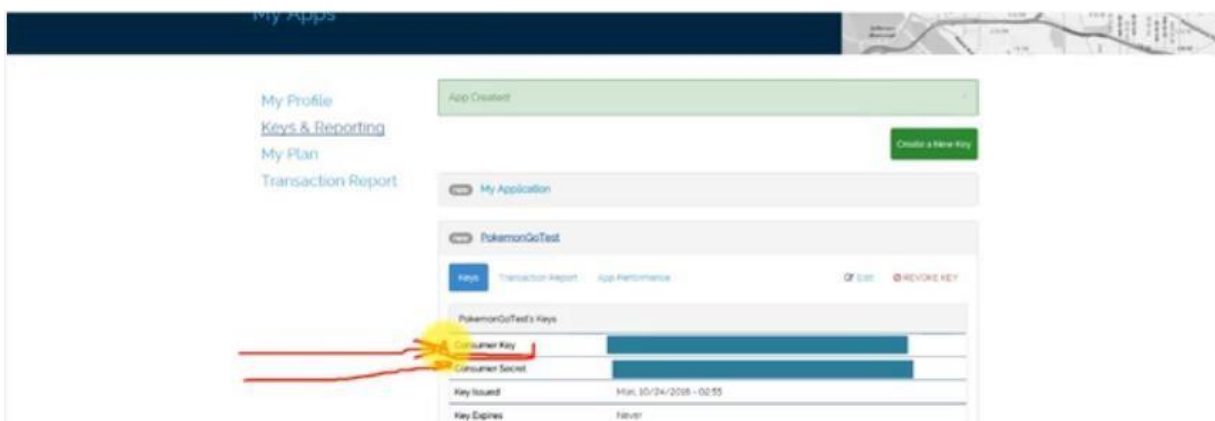 My Apps
My Profile
Keys & Reporting
My Plan
Transaction Report
App Created!
Create a New Key
My Application
PokemonGoTest
Keys Transaction Report App Performance Edit REVOKE KEY
PokemonGoTest's Keys
Consumer Key
Consumer Secret
Key Issued Mon, 10/24/2016 - 02:55
Key Expires Never